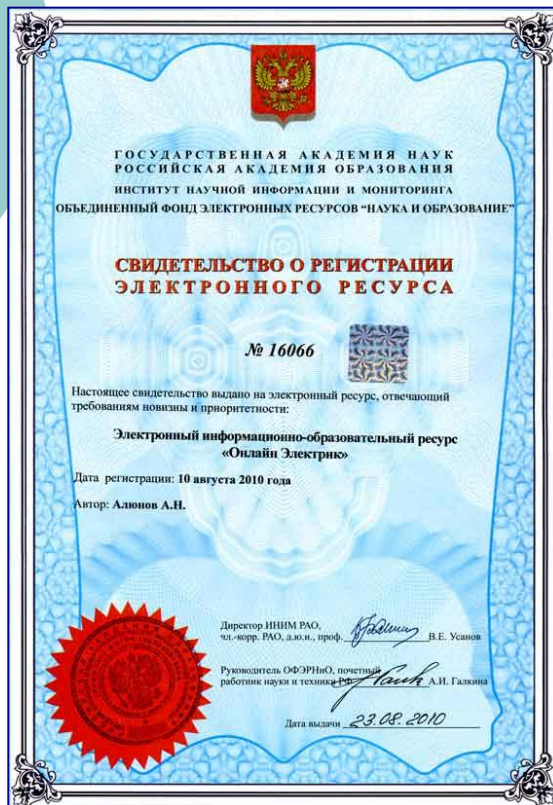 ГОСУДАРСТВЕННАЯ АКАДЕМИЯ НАУК
РОССИЙСКАЯ АКАДЕМИЯ ОБРАЗОВАНИЯ
ИНСТИТУТ НАУЧНОЙ ИНФОРМАЦИИ И МОНИТОРИНГА
ОБЪЕДИНЕННЫЙ ФОНД ЭЛЕКТРОННЫХ РЕСУРСОВ "НАУКА И ОБРАЗОВАНИЕ"
СВИДЕТЕЛЬСТВО О РЕГИСТРАЦИИ
ЭЛЕКТРОННОГО РЕСУРСА
№ 16066
Настоящее свидетельство выдано на электронный ресурс, отвечающий
требованиям новизны и приоритетности:
Электронный информационно-образовательный ресурс
«Онлайн Электрик»
Дата регистрации: 10 августа 2010 года
Автор: Алюнов А.Н.
Директор ИНИМ РАО,
чл.-корр. РАО, д.ю.н., проф. В.Е. Усанов
Руководитель ОФЭРНиО, почетный
работник науки и техники РФ А.И. Галкина
Дата выдачи 23.08.2010